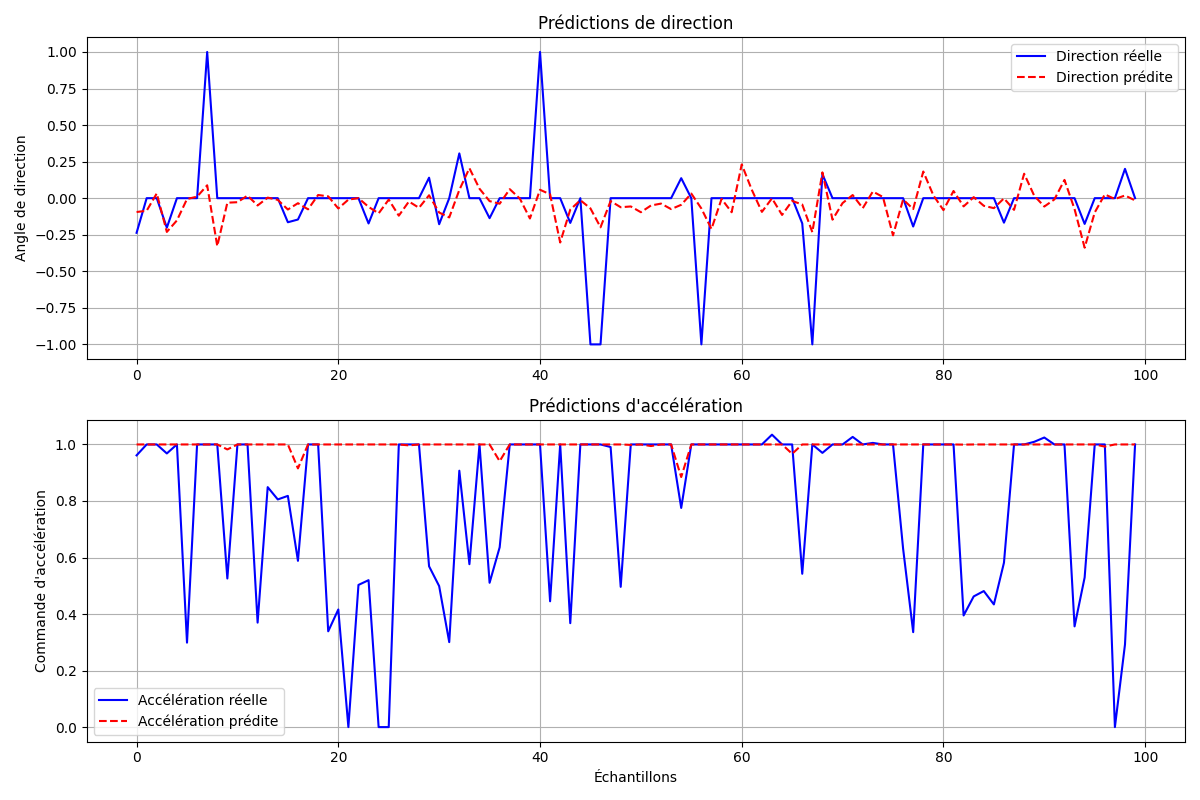 Prédictions de direction
1.00
0.75
0.50
0.25
0.00
−0.25
−0.50
−0.75
−1.00
Angle de direction
Direction réelle
Direction prédite
0 20 40 60 80 100
Prédictions d'accélération
1.0
0.8
0.6
0.4
0.2
0.0
Commande d'accélération
Accélération réelle
Accélération prédite
0 20 40 60 80 100
Échantillons